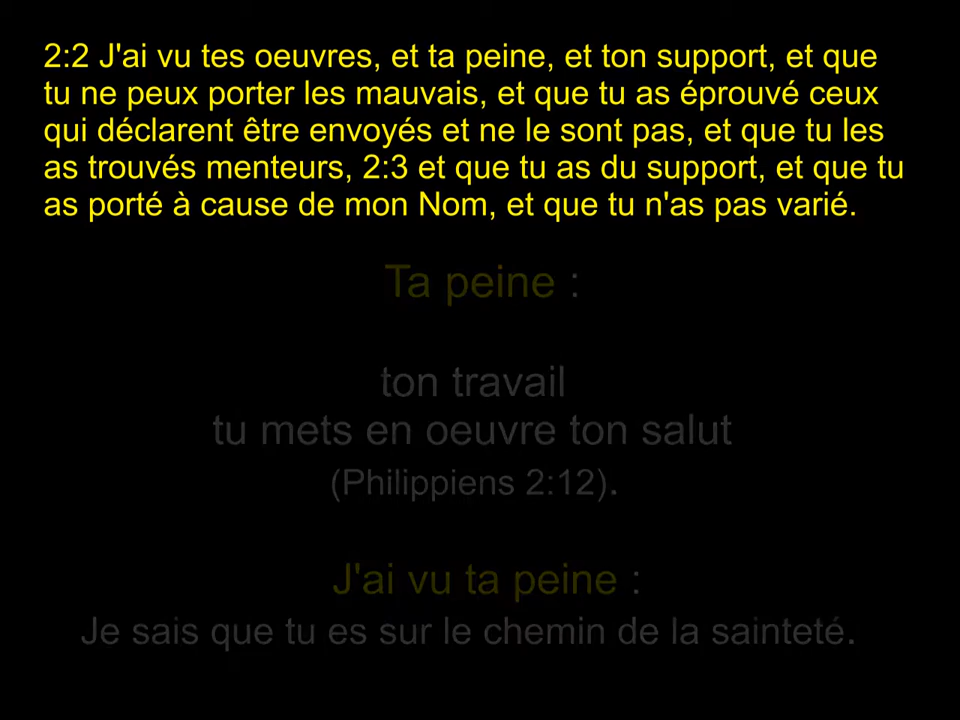 2:2 J'ai vu tes oeuvres, et ta peine, et ton support, et que
tu ne peux porter les mauvais, et que tu as éprouvé ceux
qui déclarent être envoyés et ne le sont pas, et que tu les
as trouvés menteurs, 2:3 et que tu as du support, et que tu
as porté à cause de mon Nom, et que tu n'as pas varié.
Ta peine :
ton travail
tu mets en oeuvre ton salut
(Philippiens 2:12).
J'ai vu ta peine :
Je sais que tu es sur le chemin de la sainteté.